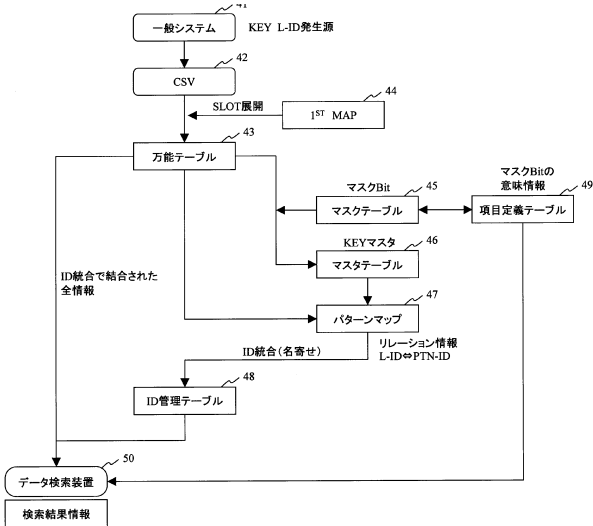 41
一般システム
KEY L-ID発生源
42
CSV
SLOT展開
44
1ST MAP
43
万能テーブル
マスクBitの
意味情報
マスクBit
45
49
マスクテーブル
項目定義テーブル
KEYマスタ
46
マスタテーブル
ID統合で結合された
全情報
47
パターンマップ
リレーション情報
L-ID⇔PTN-ID
ID統合(名寄せ)
48
ID管理テーブル
50
データ検索装置
検索結果情報